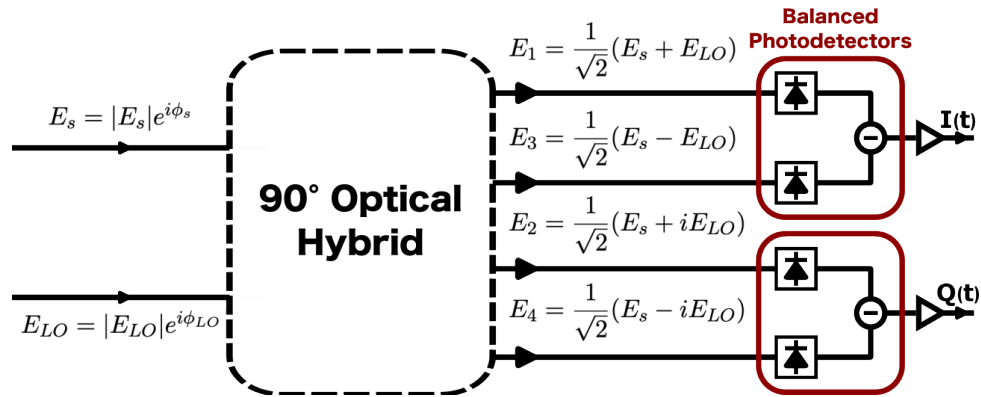 Balanced
Photodetectors
E_1 = \frac{1}{\sqrt{2}}(E_s + E_{LO})
E_s = |E_s|e^{i\phi_s}
I(t)
E_3 = \frac{1}{\sqrt{2}}(E_s - E_{LO})
90° Optical
Hybrid
E_2 = \frac{1}{\sqrt{2}}(E_s + iE_{LO})
Q(t)
E_{LO} = |E_{LO}|e^{i\phi_{LO}}
E_4 = \frac{1}{\sqrt{2}}(E_s - iE_{LO})